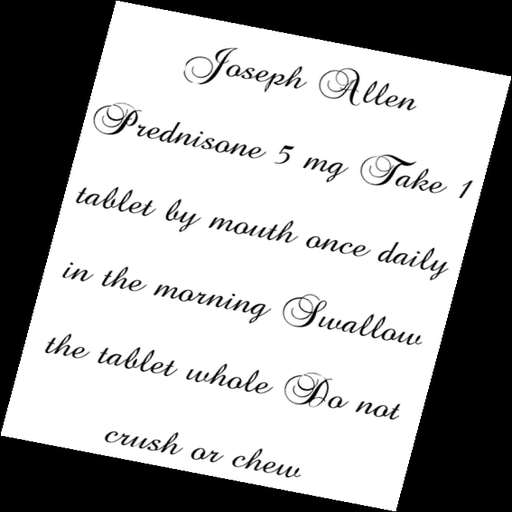 Joseph Allen
Prednisone 5 mg Take 1
tablet by mouth once daily
in the morning Swallow
the tablet whole Do not
crush or chew